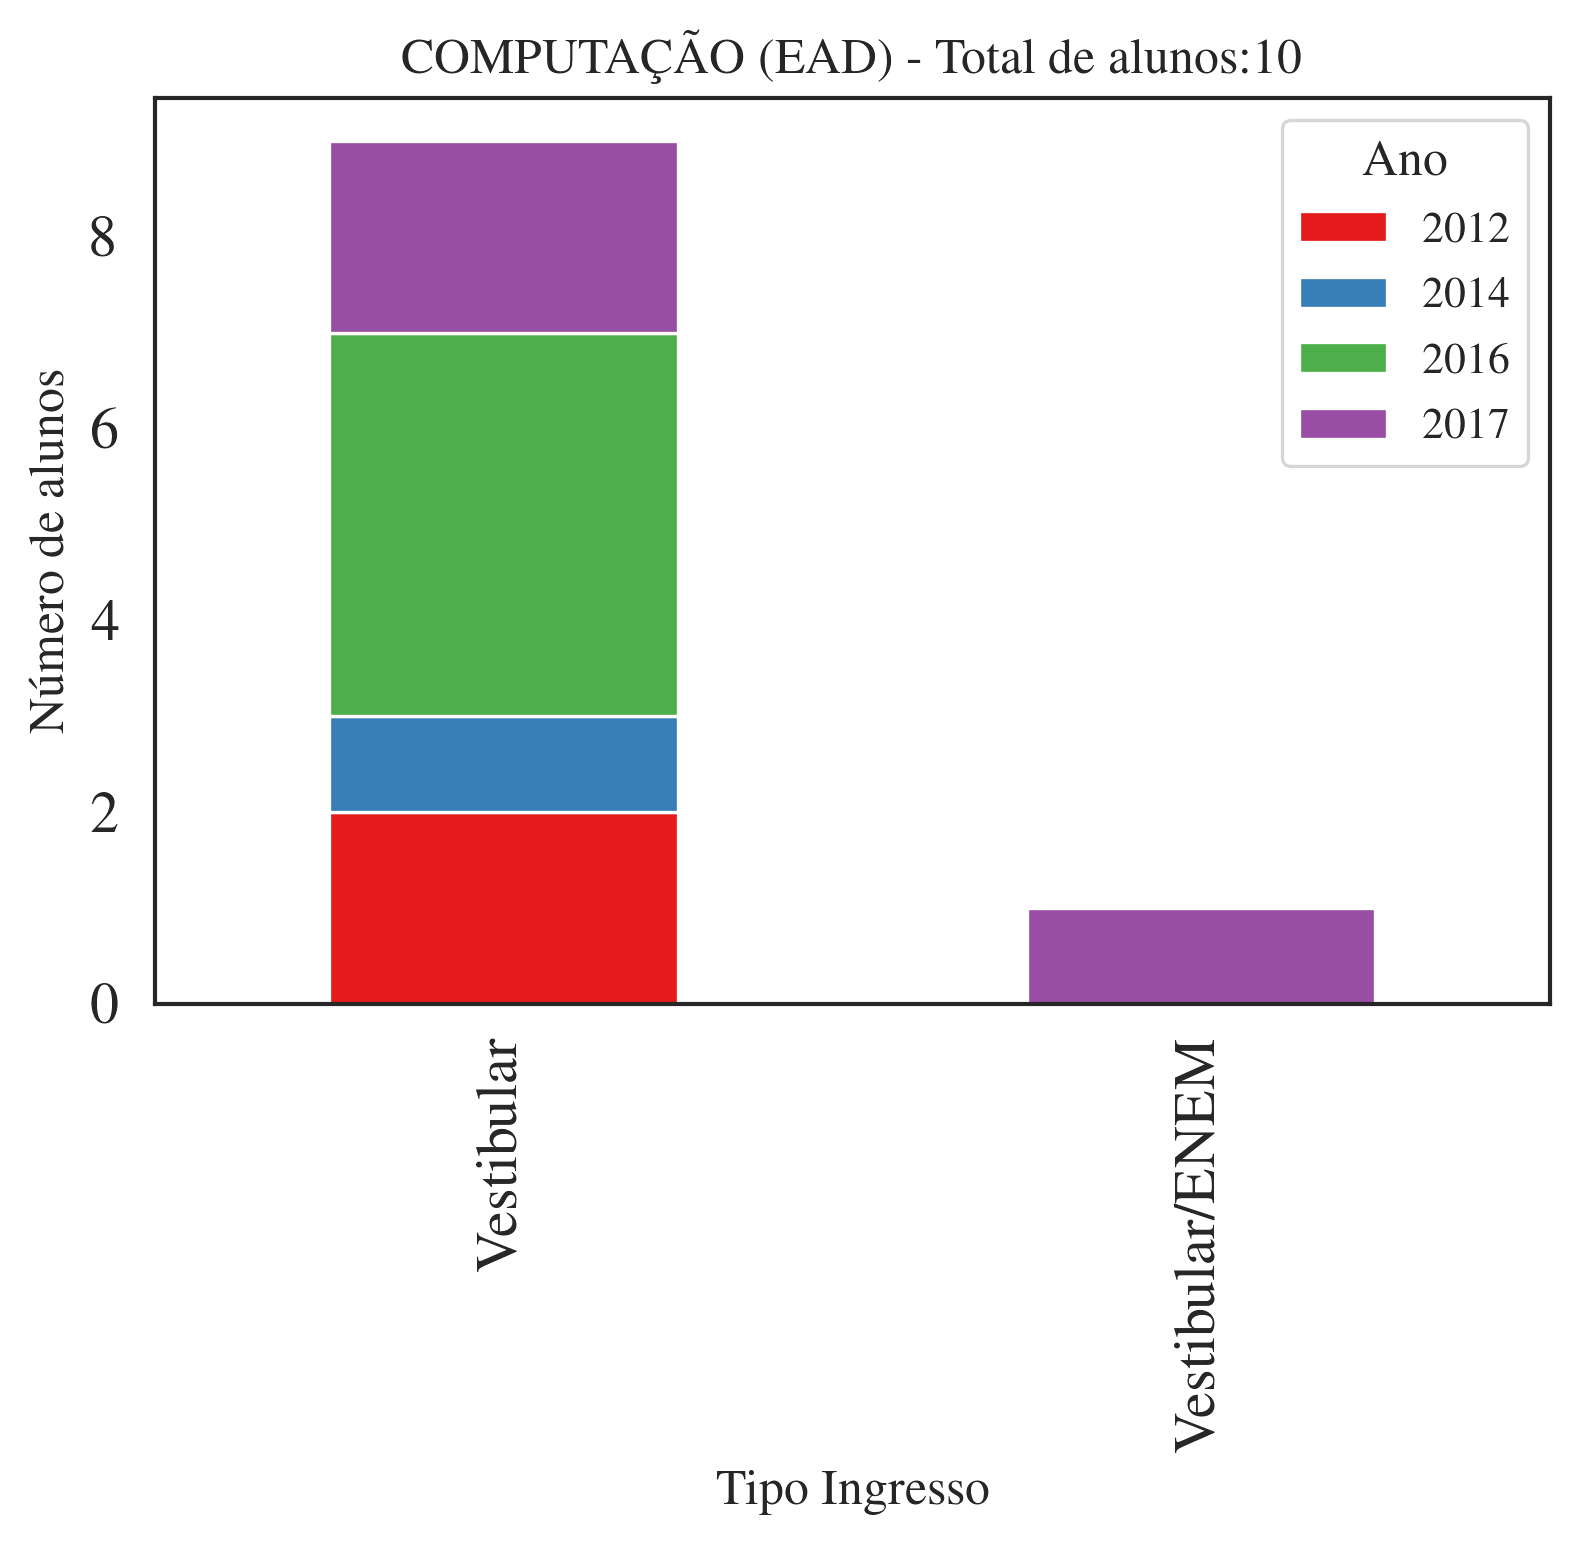 COMPUTAÇÃO (EAD) - Total de alunos:10
Ano
2012
2014
2016
2017
8
6
4
2
0
Número de alunos
Vestibular
Vestibular/ENEM
Tipo Ingresso